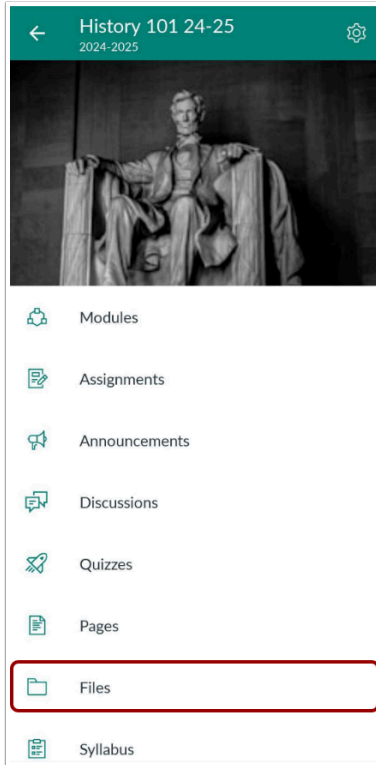 History 101 24-25
2024-2025
Modules
Assignments
Announcements
Discussions
Quizzes
Pages
Files
Syllabus